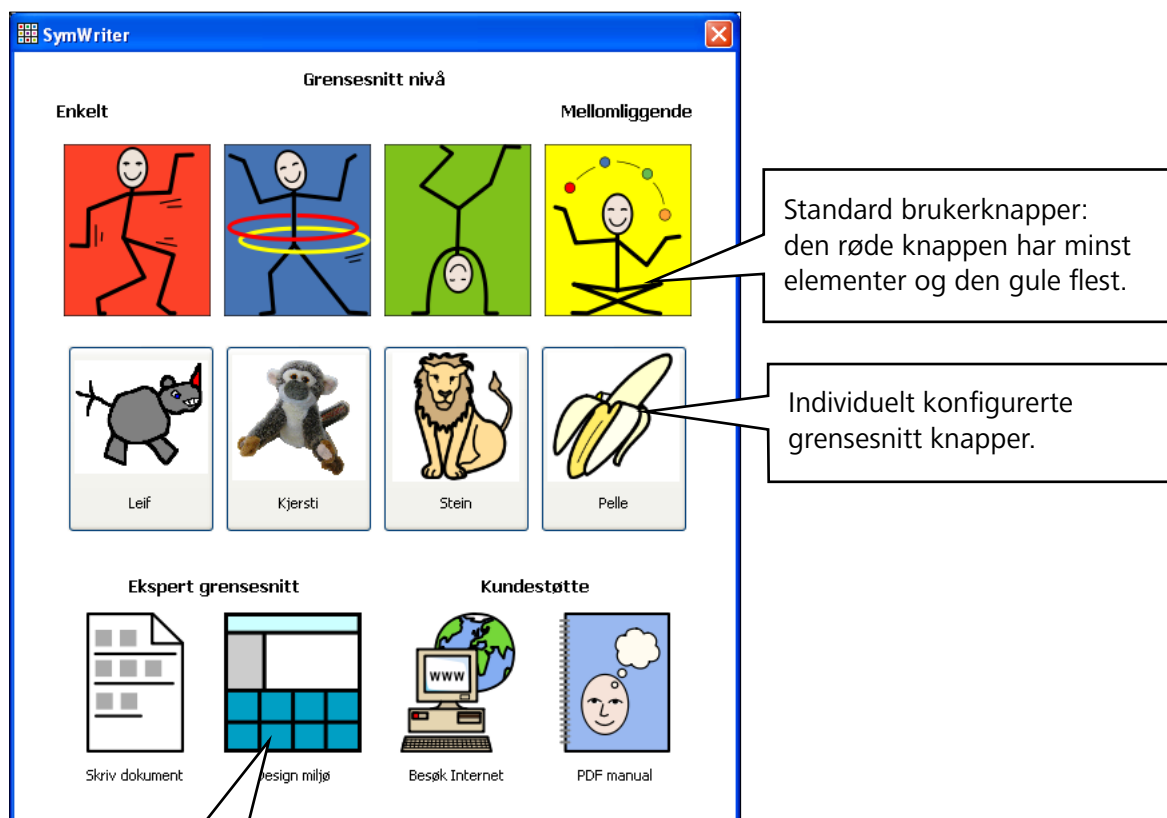 SymWriter
Grensesnitt nivå
Enkelt
Mellomliggende
Standard brukerknapper:
den røde knappen har minst
elementer og den gule flest.
Individuelt konfigurerte
grensesnitt knapper.
Leif
Kjersti
Stein
Pelle
Ekspert grensesnitt
Kundestøtte
www
Skriv dokument
Design miljø
Besøk Internet
PDF manual